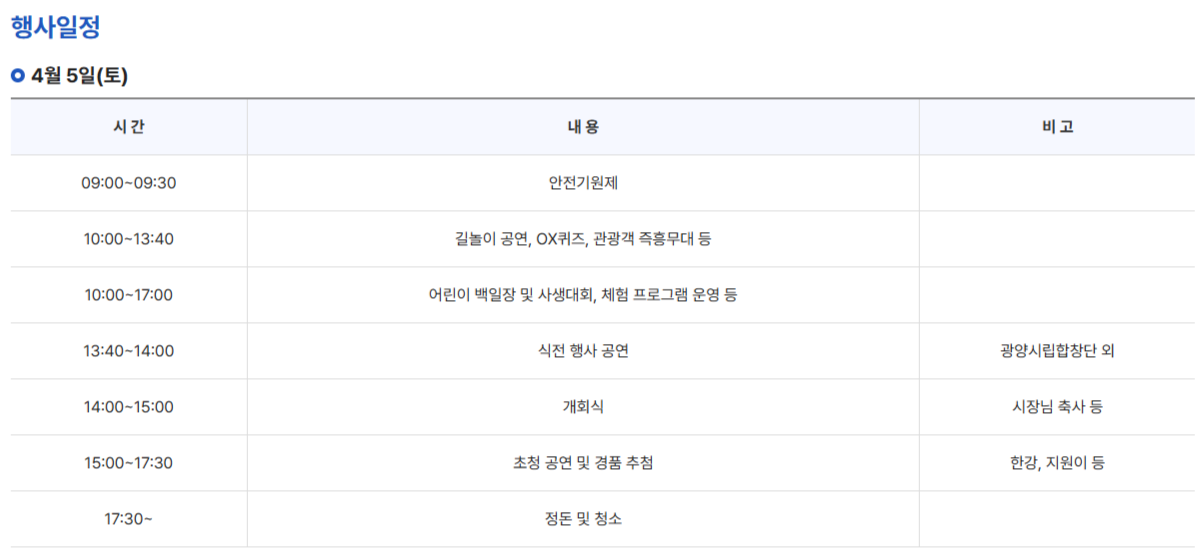 행사일정
4월 5일(토)
시 간 내 용 비 고
09:00~09:30 안전기원제
10:00~13:40 길놀이 공연, OX퀴즈, 관광객 즉흥무대 등
10:00~17:00 어린이 백일장 및 사생대회, 체험 프로그램 운영 등
13:40~14:00 식전 행사 공연 광양시립합창단 외
14:00~15:00 개회식 시장님 축사 등
15:00~17:30 초청 공연 및 경품 추첨 한강, 지원이 등
17:30~ 정돈 및 청소